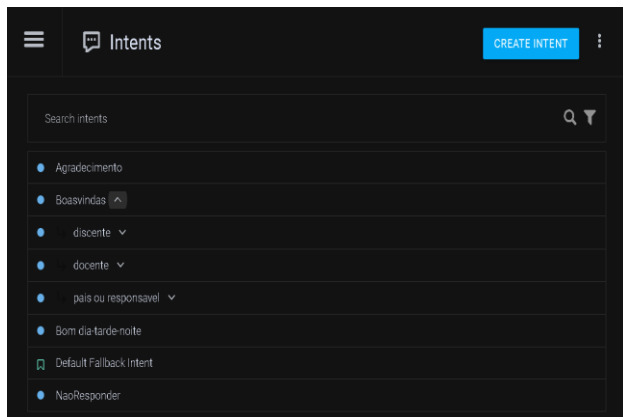 Intents
CREATE INTENT
Search intents
Agradecimento
Boasvindas
discente
docente
pais ou responsavel
Bom dia-tarde-noite
Default Fallback Intent
NaoResponder